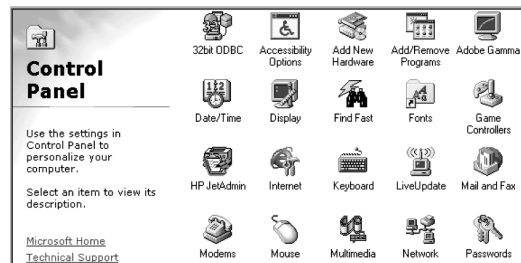 Control
Panel
Use the settings in
Control Panel to
personalize your
computer.
Select an item to view its
description.
Microsoft Home
Technical Support
32bit ODBC
Accessibility
Options
Add New
Hardware
Add/Remove
Programs
Adobe Gamma
Date/Time
Display
Find Fast
Fonts
Game
Controllers
HP JetAdmin
Internet
Keyboard
LiveUpdate
Mail and Fax
Modems
Mouse
Multimedia
Network
Passwords